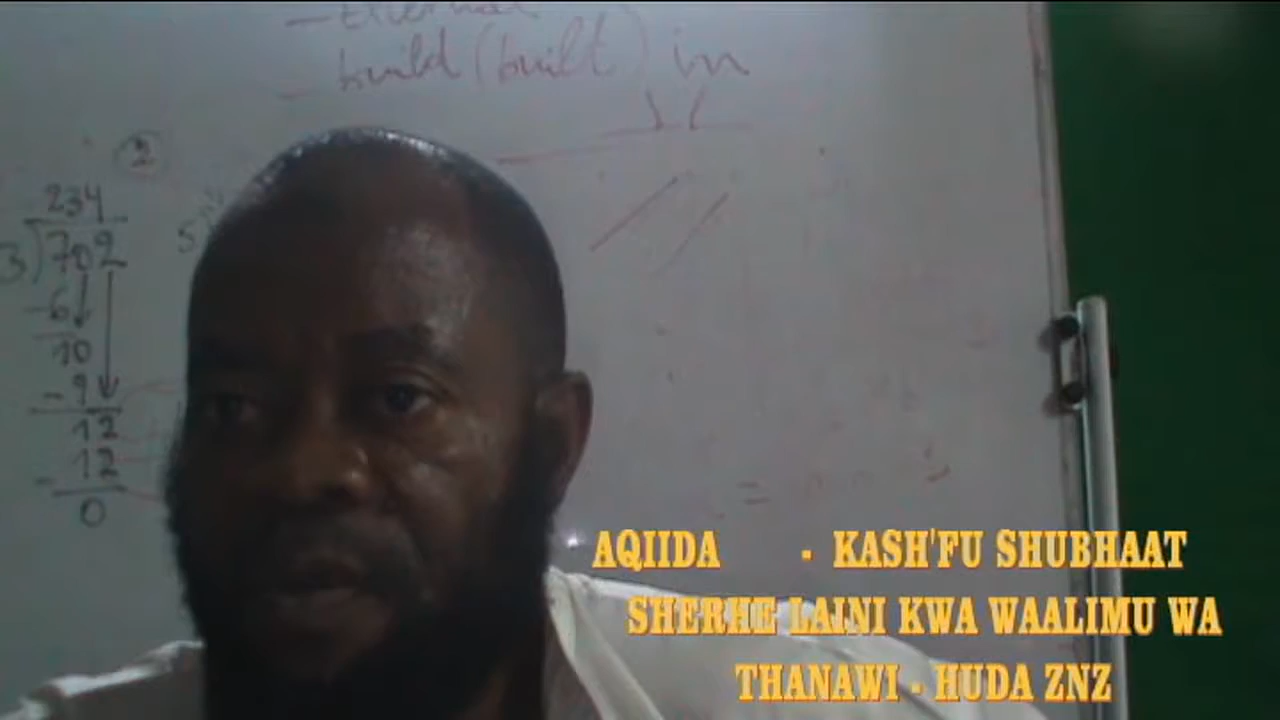 build (built) in
2
234
3)702
-6
10
-9
12
-12
0
AQIIDA - KASH'FU SHUBHAAT
SHERHE LAINI KWA WAALIMU WA
THANAWI - HUDA ZNZ